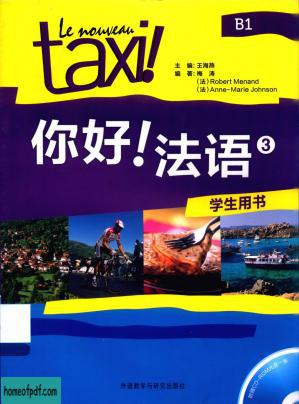 B1
Le nouveau
taxi!
主 编：王海燕
编 著：梅 涛
（法）Robert Menand
（法）Anne-Marie Johnson
你好！法语 3
学生用书
外语教学与研究出版社
homeofpdf.com